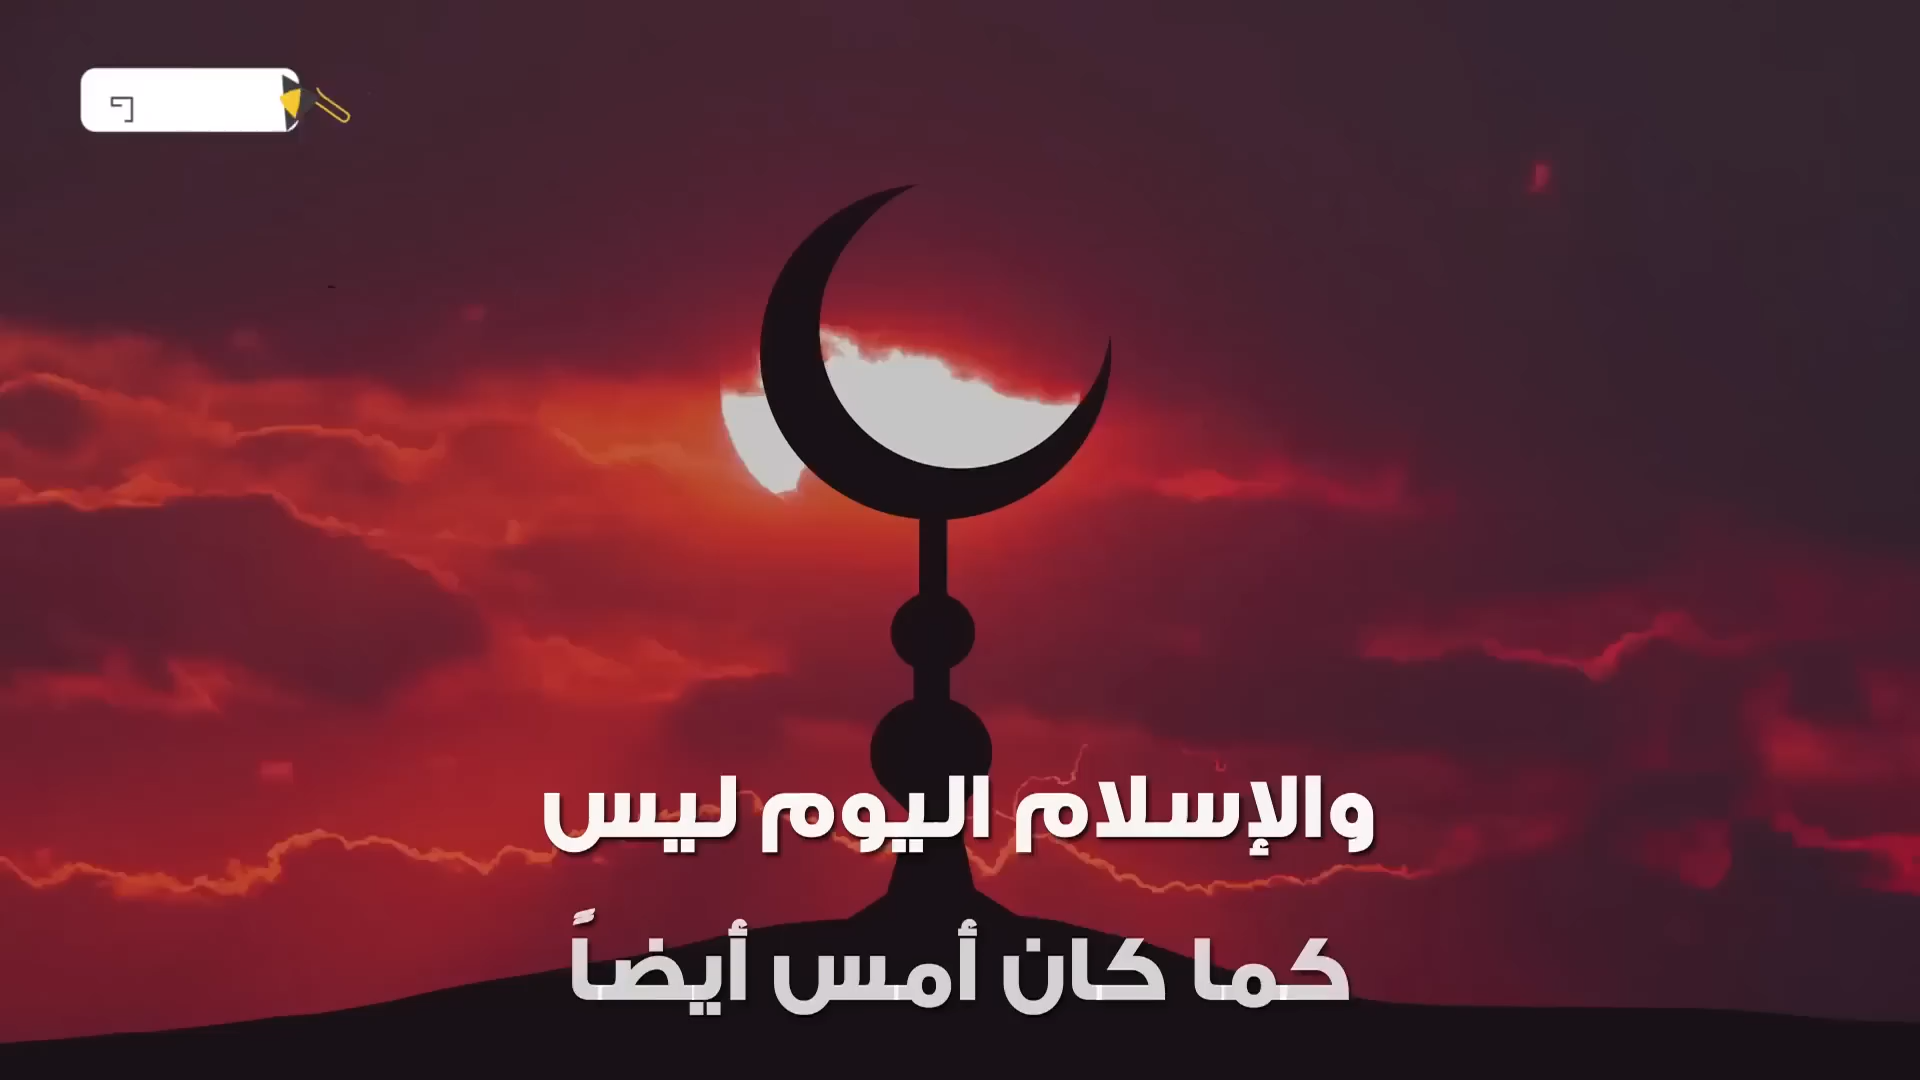 والإسلام اليوم ليس
كما كان أمس أيضاً